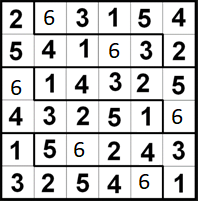 2 6 3 1 5 4
5 4 1 6 3 2
6 1 4 3 2 5
4 3 2 5 1 6
1 5 6 2 4 3
3 2 5 4 6 1